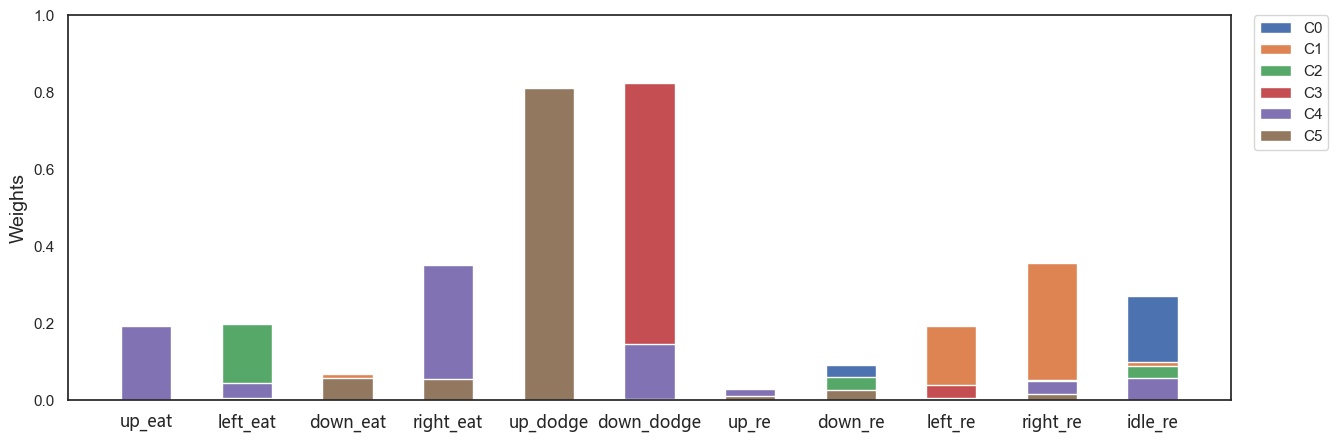 Weights
1.0
0.8
0.6
0.4
0.2
0.0
up_eat left_eat down_eat right_eat up_dodge down_dodge up_re down_re left_re right_re idle_re
C0
C1
C2
C3
C4
C5